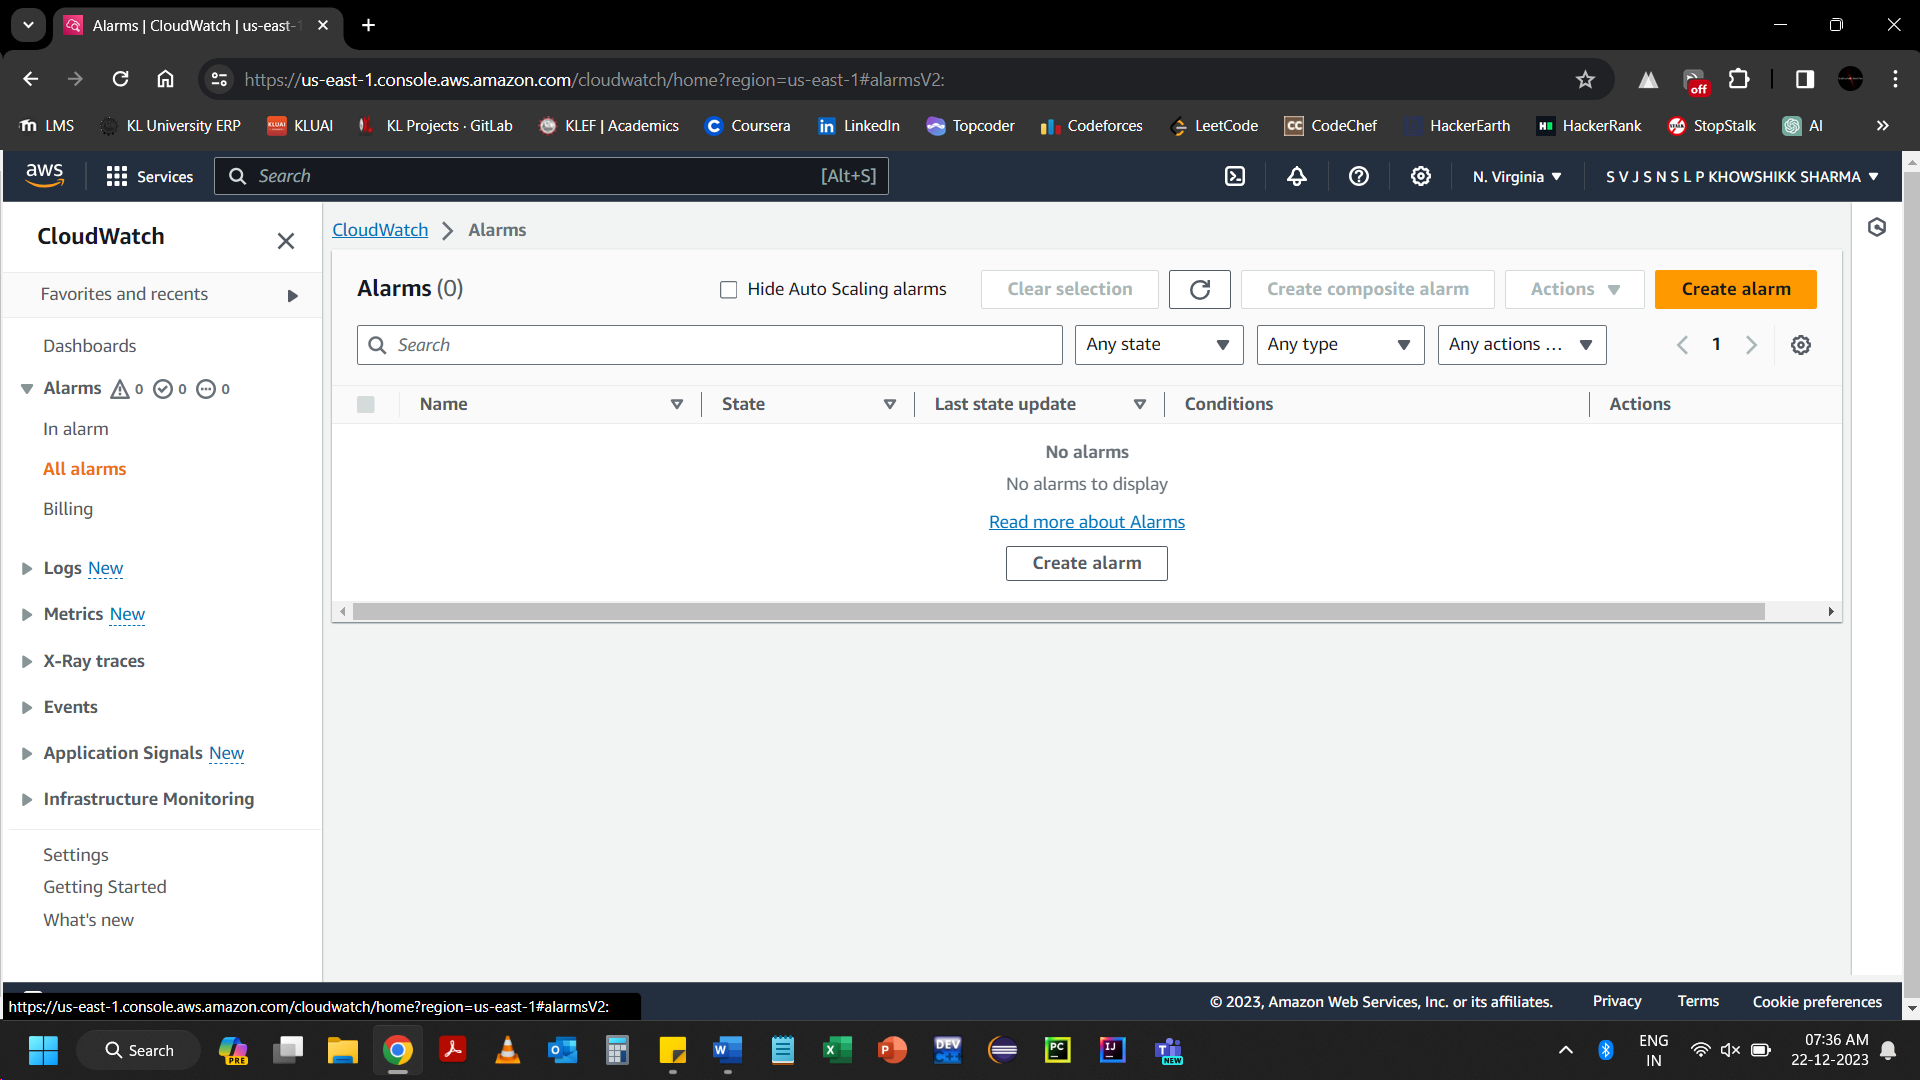 Alarms | CloudWatch | us-east-1
https://us-east-1.console.aws.amazon.com/cloudwatch/home?region=us-east-1#alarmsV2:
off
LMS KL University ERP KLUAI KL Projects · GitLab KLEF | Academics Coursera LinkedIn Topcoder Codeforces LeetCode CodeChef HackerEarth HackerRank StopStalk AI
aws Services Search [Alt+S] N. Virginia S V J S N S L P KHOWSHIKK SHARMA
CloudWatch
Favorites and recents
Dashboards
Alarms 0 0 0
In alarm
All alarms
Billing
Logs New
Metrics New
X-Ray traces
Events
Application Signals New
Infrastructure Monitoring
Settings
Getting Started
What's new
CloudWatch Alarms
Alarms (0) Hide Auto Scaling alarms Clear selection Create composite alarm Actions Create alarm
Search Any state Any type Any actions ... 1
Name State Last state update Conditions Actions
No alarms
No alarms to display
Read more about Alarms
Create alarm
https://us-east-1.console.aws.amazon.com/cloudwatch/home?region=us-east-1#alarmsV2:
© 2023, Amazon Web Services, Inc. or its affiliates. Privacy Terms Cookie preferences
Search
PRE
DEV
C++
PC
IJ
NEW
ENG
IN
07:36 AM
22-12-2023